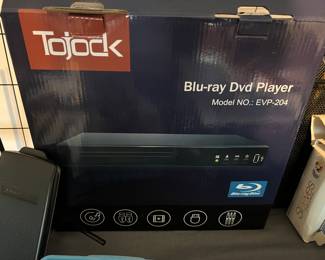 Tojock
Blu-ray Dvd Player
Model NO.: EVP-204
Blu-ray Disc